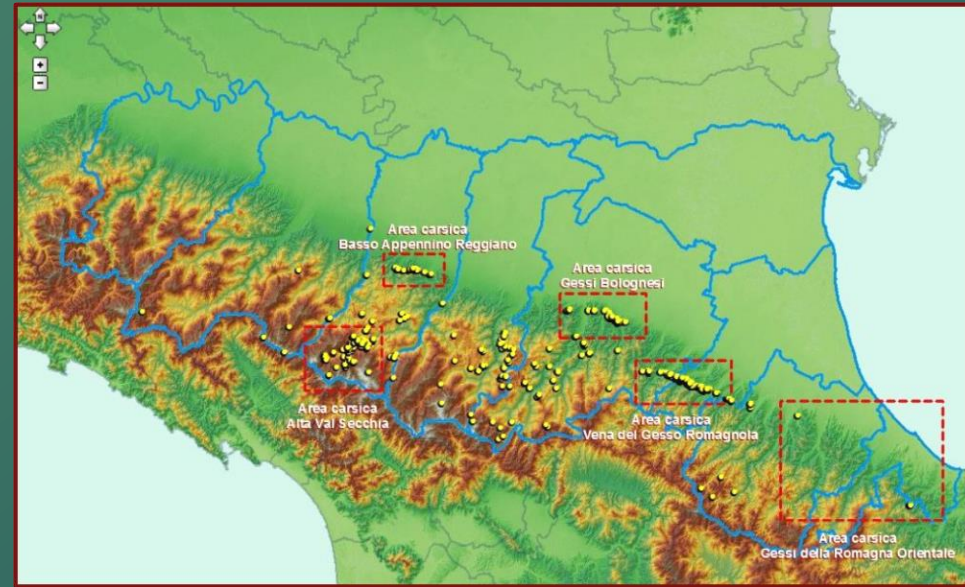 N
+
−
Area carsica
Basso Appennino Reggiano
Area carsica
Gessi Bolognesi
Area carsica
Alta Val Secchia
Area carsica
Vena del Gesso Romagnola
Area carsica
Gessi della Romagna Orientale